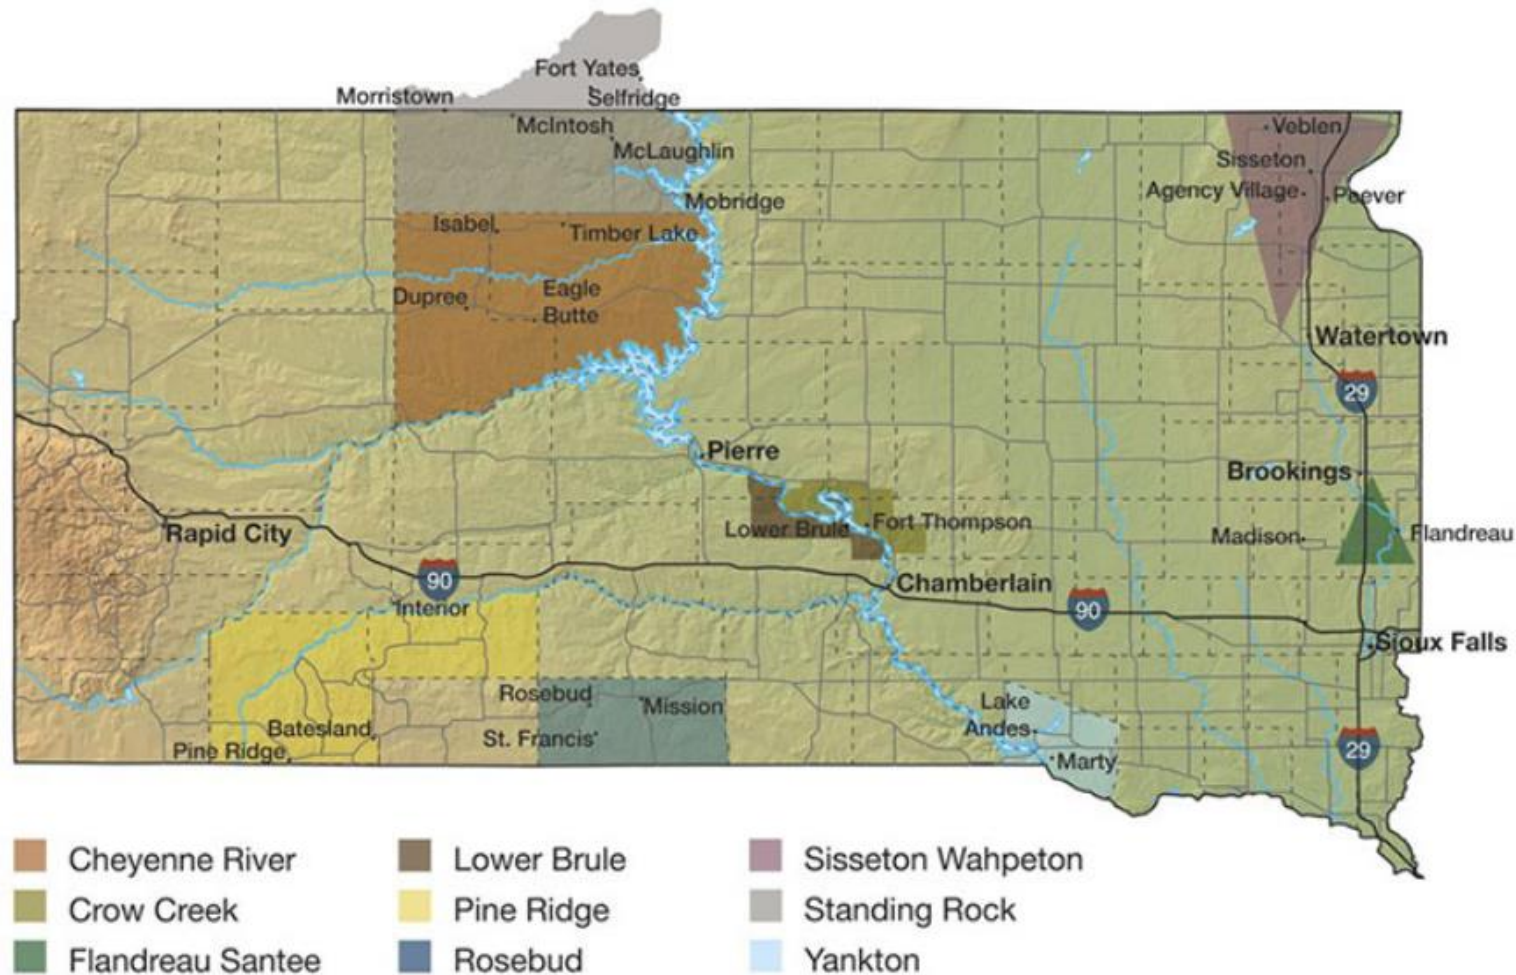 Fort Yates
Morristown
Selfridge
McIntosh
Veblen
McLaughlin
Sisseton
Agency Village
Peever
Mobridge
Isabel
Timber Lake
Dupree
Eagle
Butte
Watertown
29
Pierre
Brookings
Lower Brule
Fort Thompson
Rapid City
Madison
Flandreau
90
Chamberlain
Interior
90
Sioux Falls
Rosebud
Mission
Lake
Andes
Batesland
St. Francis
Pine Ridge
Marty
29
Cheyenne River
Lower Brule
Sisseton Wahpeton
Crow Creek
Pine Ridge
Standing Rock
Flandreau Santee
Rosebud
Yankton